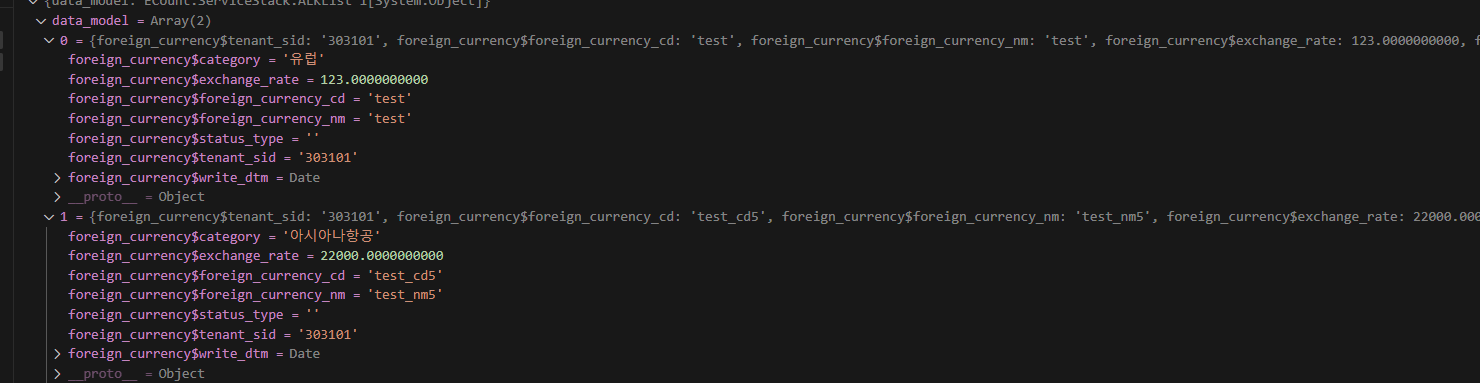 {data_model: ECount.ServiceStack.ALKList`1[System.Object]}
data_model = Array(2)
0 = {foreign_currency$tenant_sid: '303101', foreign_currency$foreign_currency_cd: 'test', foreign_currency$foreign_currency_nm: 'test', foreign_currency$exchange_rate: 123.0000000000, f
foreign_currency$category = '유럽'
foreign_currency$exchange_rate = 123.0000000000
foreign_currency$foreign_currency_cd = 'test'
foreign_currency$foreign_currency_nm = 'test'
foreign_currency$status_type = ''
foreign_currency$tenant_sid = '303101'
foreign_currency$write_dtm = Date
__proto__ = Object
1 = {foreign_currency$tenant_sid: '303101', foreign_currency$foreign_currency_cd: 'test_cd5', foreign_currency$foreign_currency_nm: 'test_nm5', foreign_currency$exchange_rate: 22000.000
foreign_currency$category = '아시아나항공'
foreign_currency$exchange_rate = 22000.0000000000
foreign_currency$foreign_currency_cd = 'test_cd5'
foreign_currency$foreign_currency_nm = 'test_nm5'
foreign_currency$status_type = ''
foreign_currency$tenant_sid = '303101'
foreign_currency$write_dtm = Date
__proto__ = Object